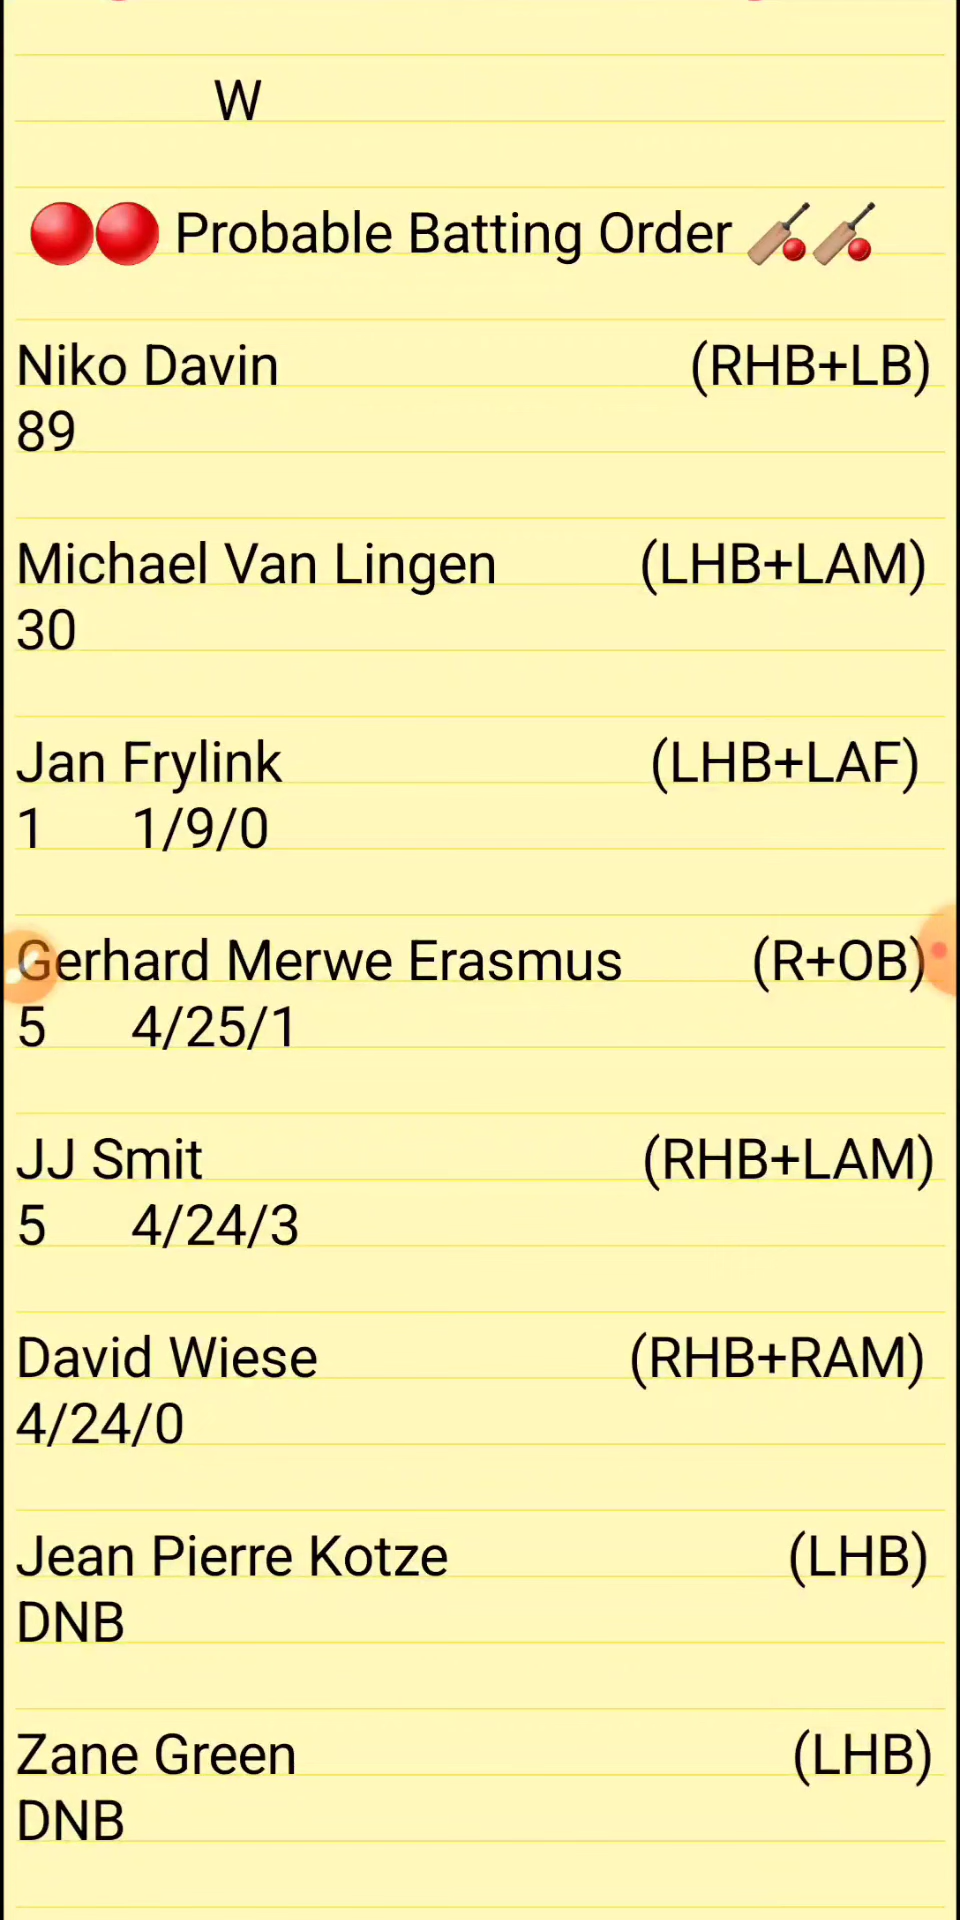 W
🔴🔴 Probable Batting Order 🏏🏏
Niko Davin (RHB+LB)
89
Michael Van Lingen (LHB+LAM)
30
Jan Frylink (LHB+LAF)
1 1/9/0
Gerhard Merwe Erasmus (R+OB)
5 4/25/1
JJ Smit (RHB+LAM)
5 4/24/3
David Wiese (RHB+RAM)
4/24/0
Jean Pierre Kotze (LHB)
DNB
Zane Green (LHB)
DNB